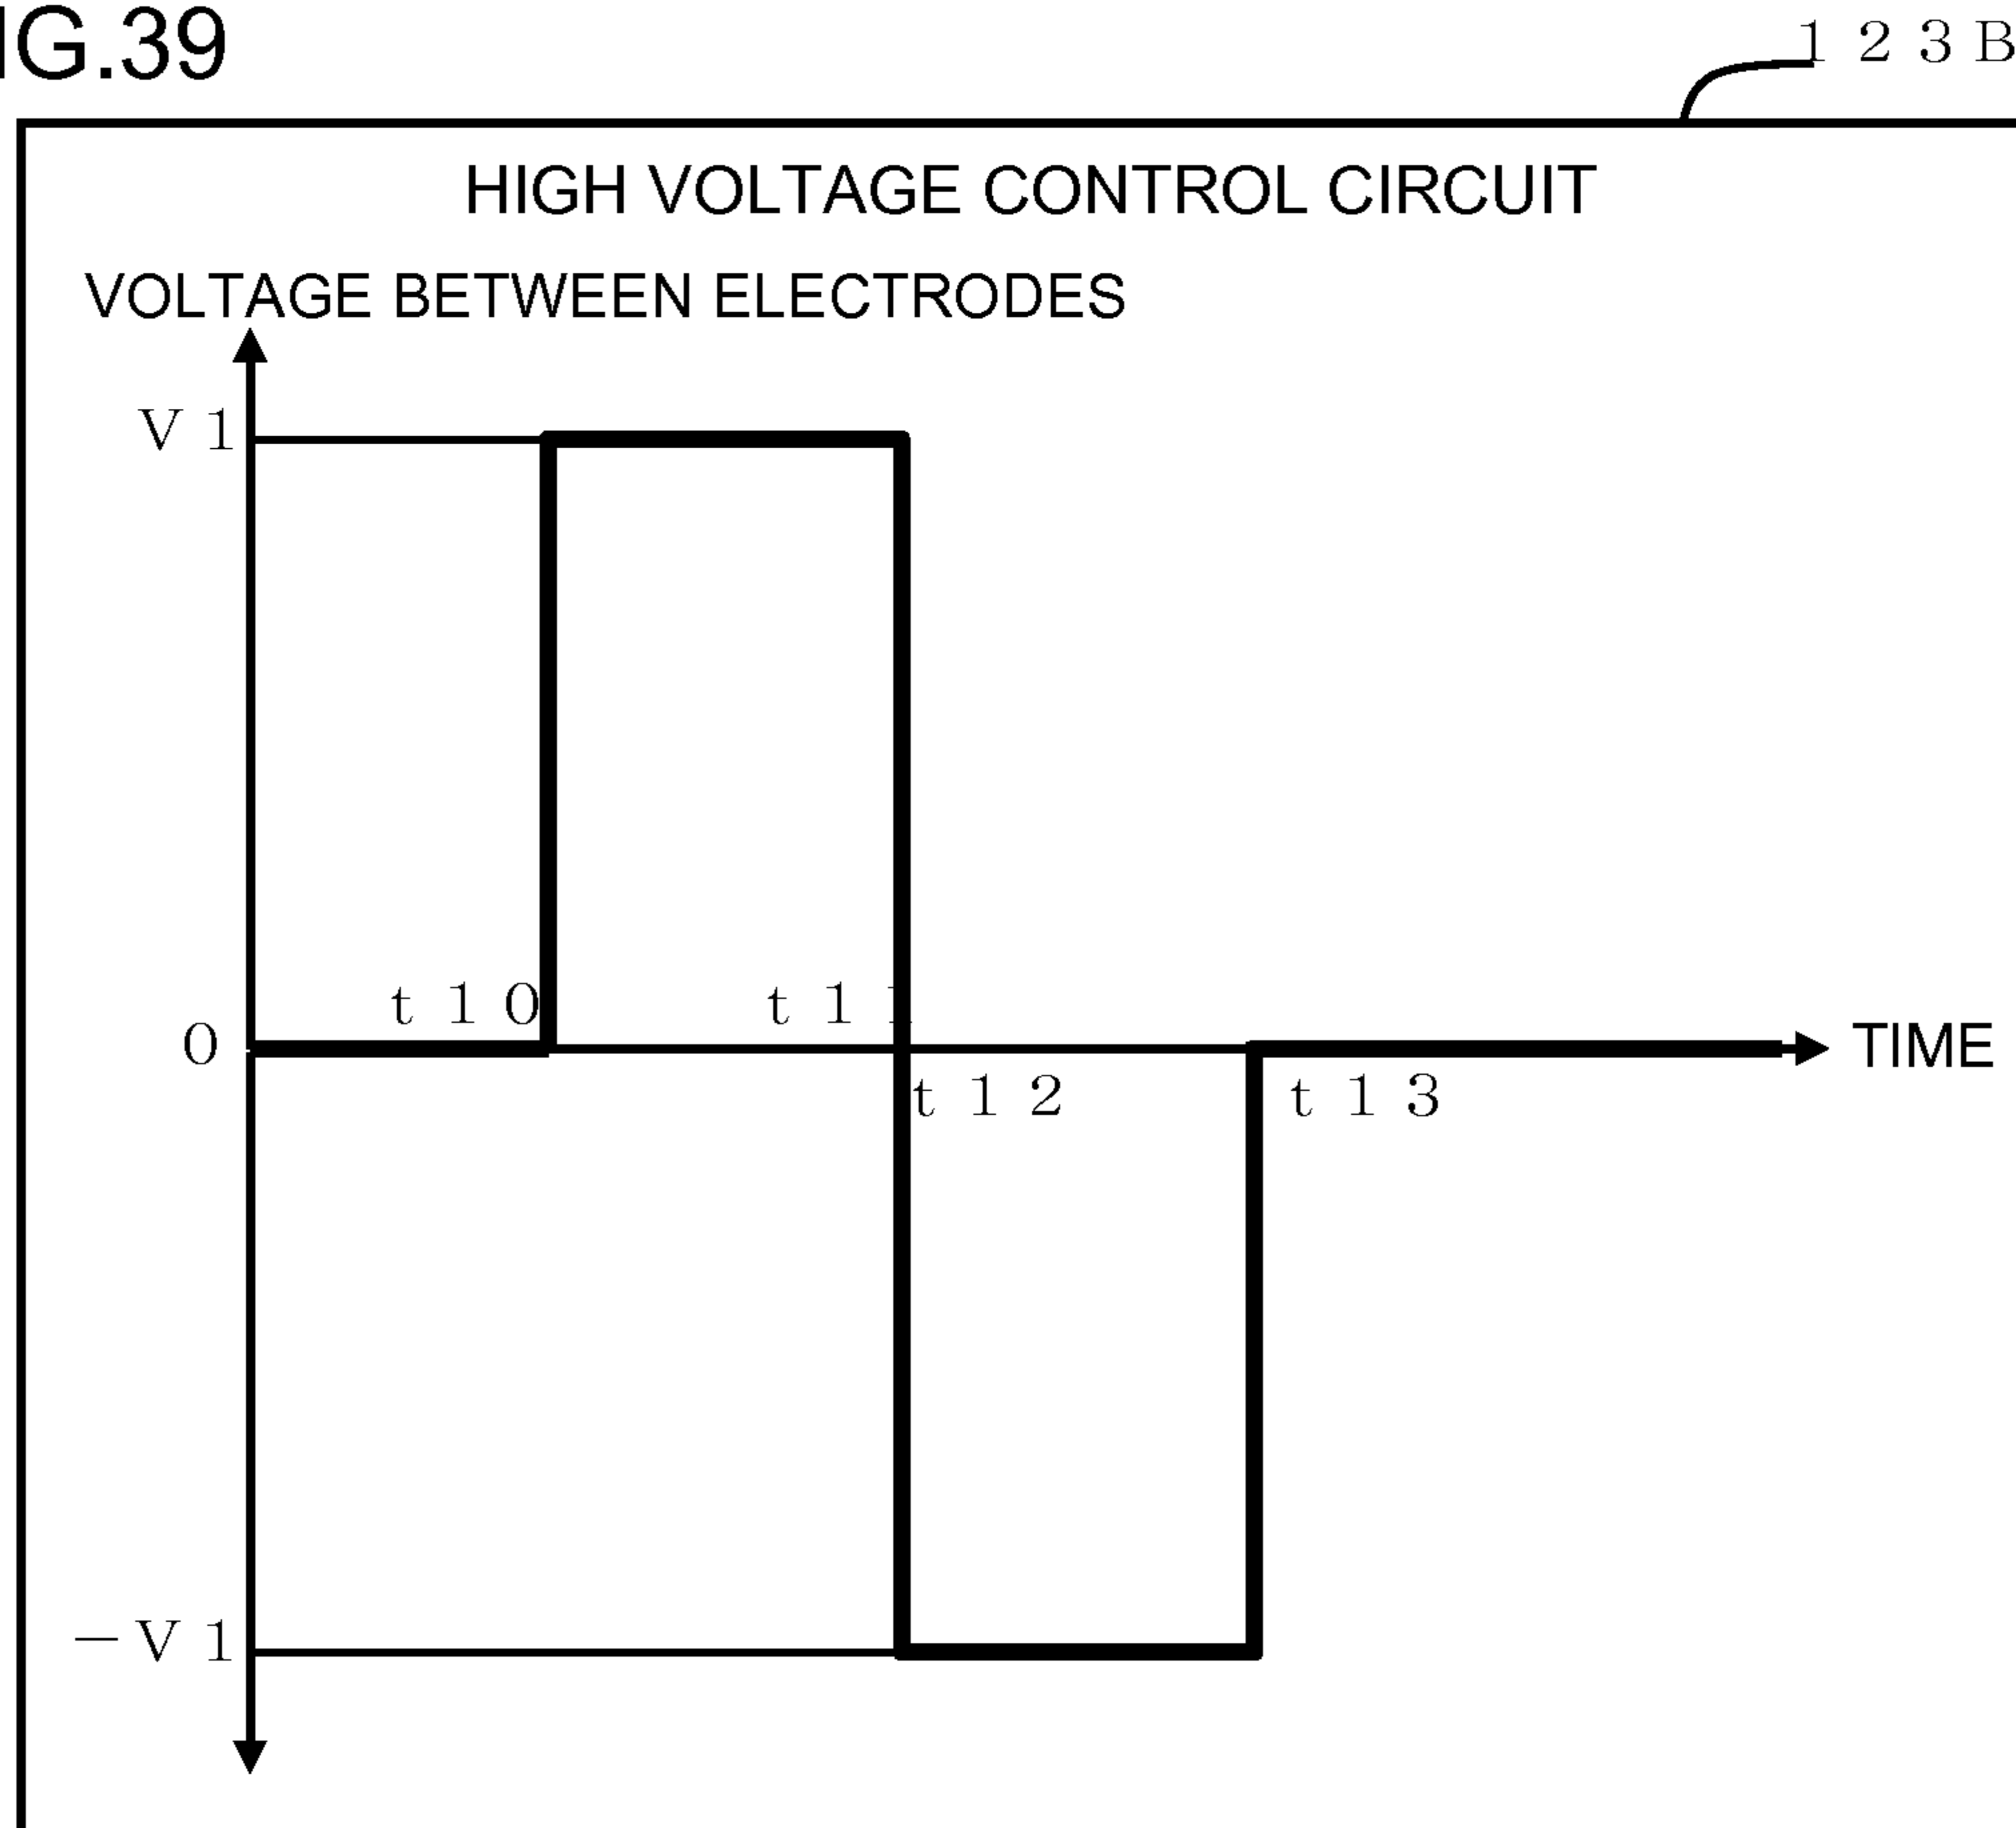 IG.39
1 2 3 B
HIGH VOLTAGE CONTROL CIRCUIT
VOLTAGE BETWEEN ELECTRODES
V 1
t 1 0
t 1 1
0
TIME
t 1 2
t 1 3
－V 1